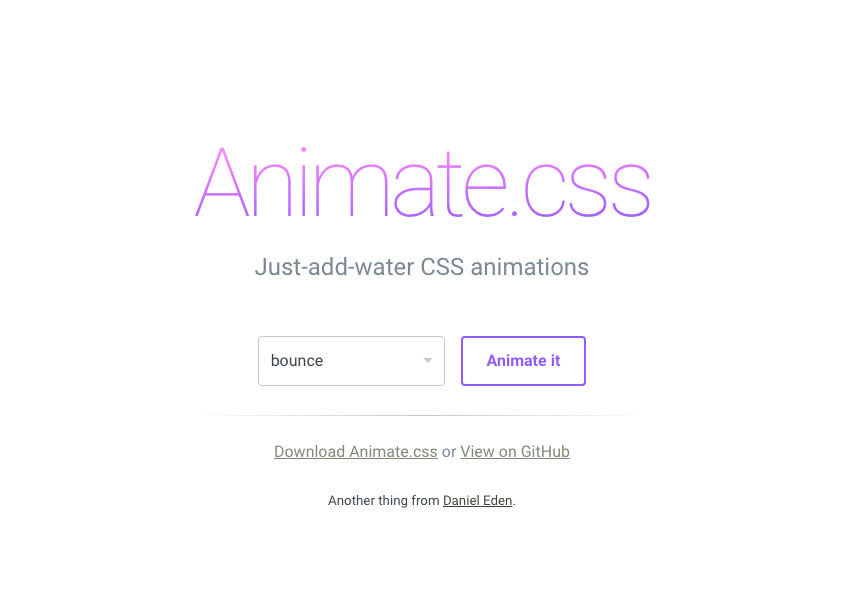 Animate.css
Just-add-water CSS animations
bounce Animate it
Download Animate.css or View on GitHub
Another thing from Daniel Eden.